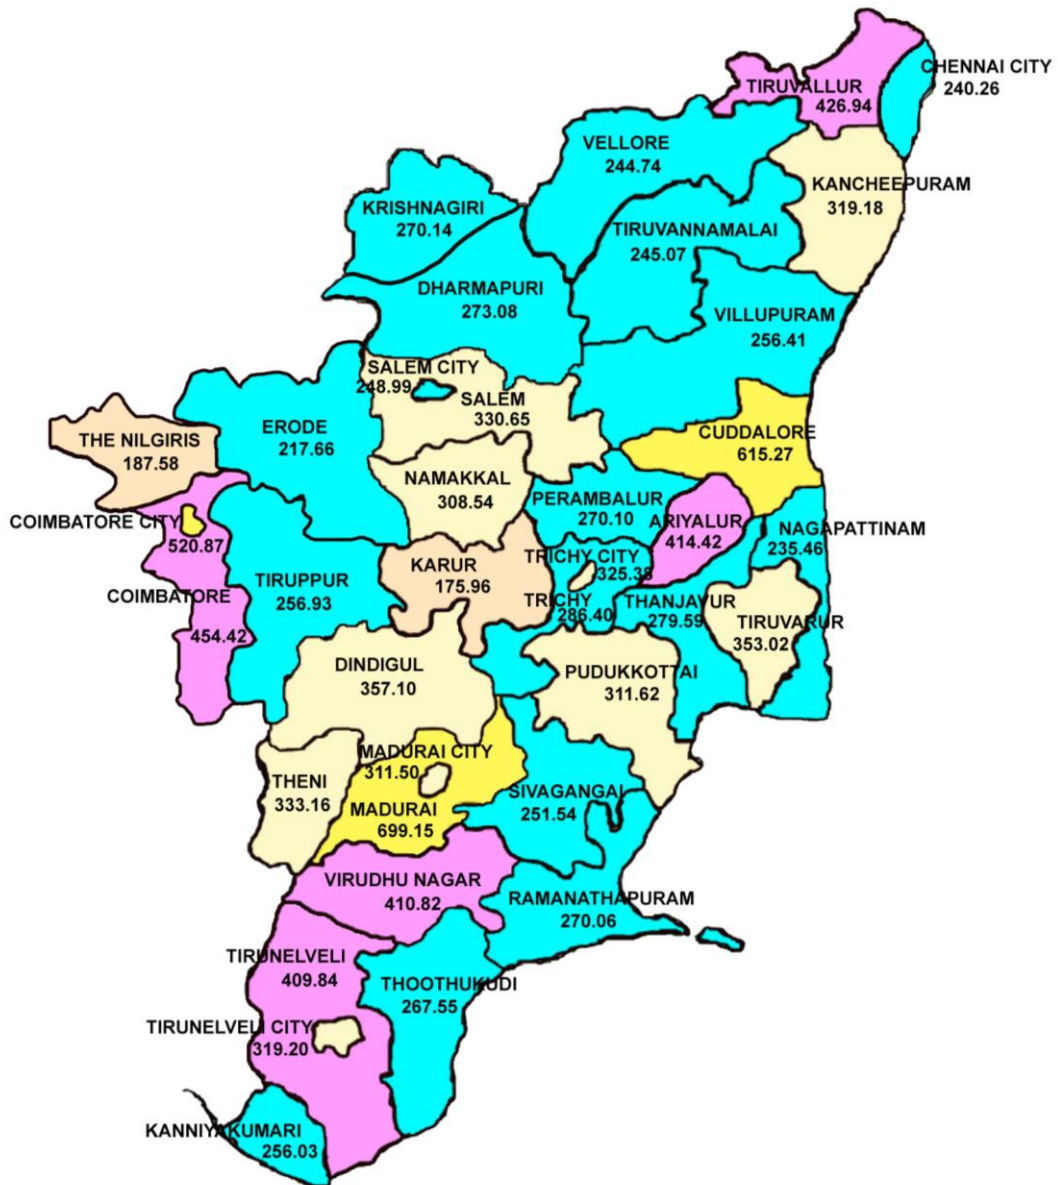 CHENNAI CITY
240.26
TIRUVALLUR
426.94
VELLORE
244.74
KANCHEEPURAM
319.18
KRISHNAGIRI
270.14
TIRUVANNAMALAI
245.07
DHARMAPURI
273.08
VILLUPURAM
256.41
SALEM CITY
248.99
SALEM
330.65
ERODE
217.66
THE NILGIRIS
187.58
CUDDALORE
615.27
NAMAKKAL
308.54
PERAMBALUR
270.10
ARIYALUR
414.42
NAGAPATTINAM
235.46
COIMBATORE CITY
520.87
TRICHY CITY
325.38
KARUR
175.96
TIRUPPUR
256.93
COIMBATORE
454.42
TRICHY
286.40
THANJAVUR
279.59
TIRUVARUR
353.02
DINDIGUL
357.10
PUDUKKOTTAI
311.62
MADURAI CITY
311.50
THENI
333.16
MADURAI
699.15
SIVAGANGAI
251.54
VIRUDHU NAGAR
410.82
RAMANATHAPURAM
270.06
TIRUNELVELI
409.84
THOOTHUKUDI
267.55
TIRUNELVELI CITY
319.20
KANNIYAKUMARI
256.03